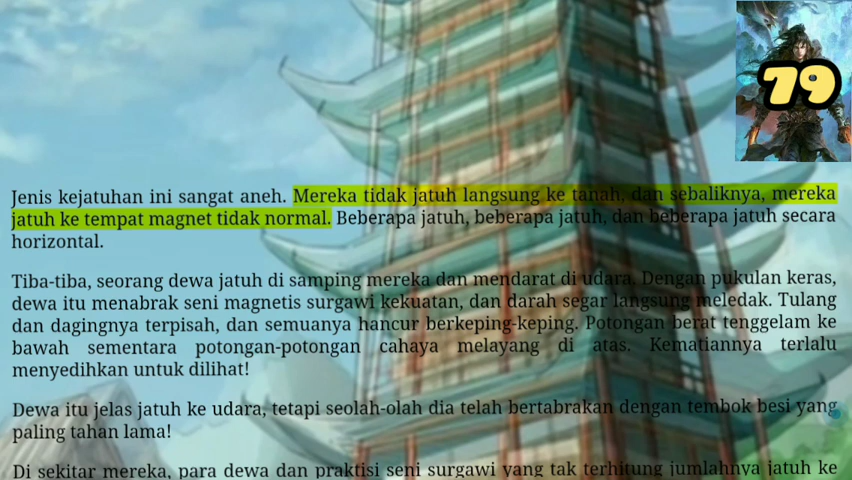 79
Jenis kejatuhan ini sangat aneh. Mereka tidak jatuh langsung ke tanah, dan sebaliknya, mereka
jatuh ke tempat magnet tidak normal. Beberapa jatuh, beberapa jatuh, dan beberapa jatuh secara
horizontal.
Tiba-tiba, seorang dewa jatuh di samping mereka dan mendarat di udara. Dengan pukulan keras,
dewa itu menabrak seni magnetis surgawi kekuatan, dan darah segar langsung meledak. Tulang
dan dagingnya terpisah, dan semuanya hancur berkeping-keping. Potongan berat tenggelam ke
bawah sementara potongan-potongan cahaya melayang di atas. Kematiannya terlalu
menyedihkan untuk dilihat!
Dewa itu jelas jatuh ke udara, tetapi seolah-olah dia telah bertabrakan dengan tembok besi yang
paling tahan lama!
Di sekitar mereka, para dewa dan praktisi seni surgawi yang tak terhitung jumlahnya jatuh ke